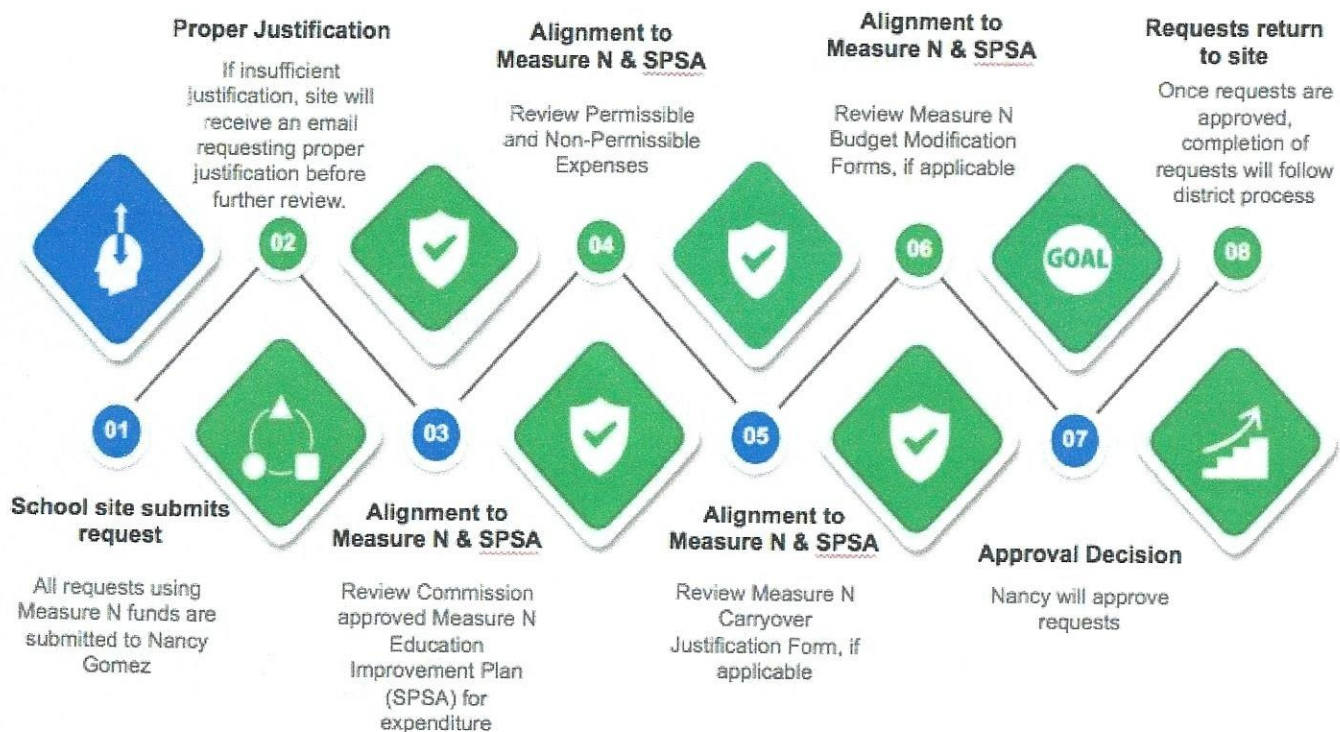 Proper Justification
If insufficient
justification, site will
receive an email
requesting proper
justification before
further review.
Alignment to
Measure N & SPSA
Review Permissible
and Non-Permissible
Expenses
Alignment to
Measure N & SPSA
Review Measure N
Budget Modification
Forms, if applicable
Requests return
to site
Once requests are
approved,
completion of
requests will follow
district process
02
04
06
GOAL
08
01
03
05
07
School site submits
request
All requests using
Measure N funds are
submitted to Nancy
Gomez
Alignment to
Measure N & SPSA
Review Commission
approved Measure N
Education
Improvement Plan
(SPSA) for
expenditure
Alignment to
Measure N & SPSA
Review Measure N
Carryover
Justification Form, if
applicable
Approval Decision
Nancy will approve
requests